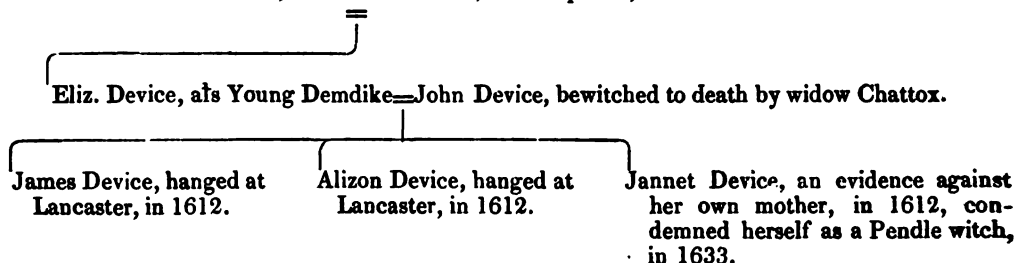 Eliz. Device, als Young Demdike=John Device, bewitched to death by widow Chattox.
James Device, hanged at
Lancaster, in 1612.
Alizon Device, hanged at
Lancaster, in 1612.
Jannet Device, an evidence against
her own mother, in 1612, con-
demned herself as a Pendle witch,
in 1633.